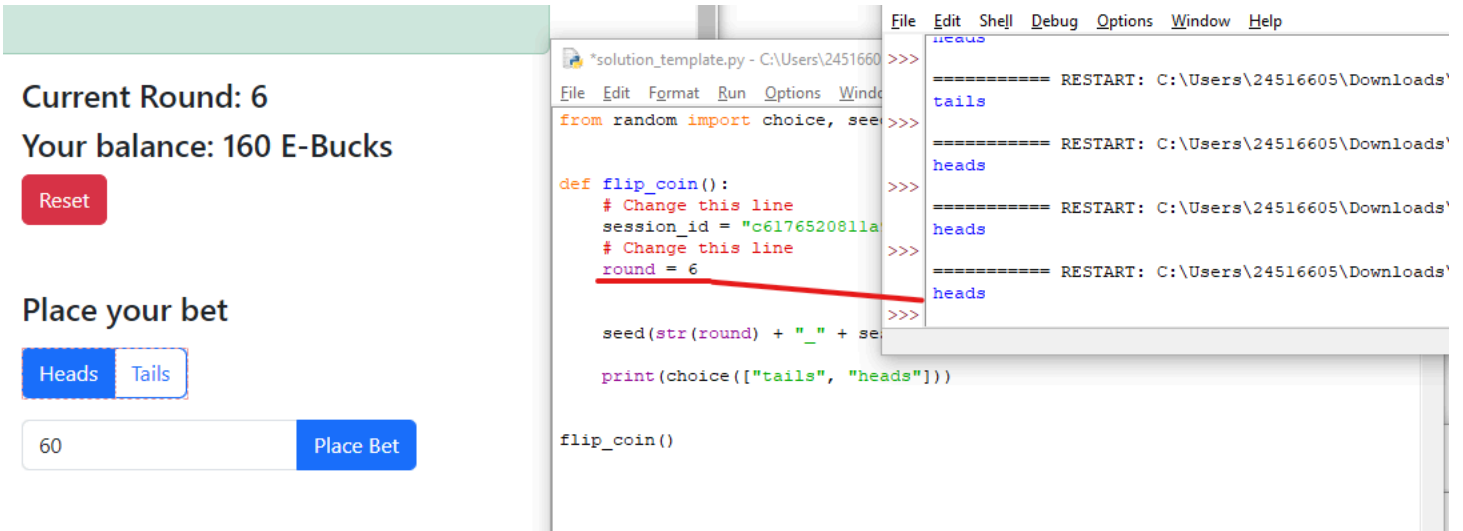 Current Round: 6
Your balance: 160 E-Bucks
Reset
Place your bet
Heads Tails
60 Place Bet
*solution_template.py - C:\Users\2451660
File Edit Format Run Options
from random import choice,
def flip_coin():
# Change this line
session_id = "c6176520811a
# Change this line
round = 6
seed(str(round) + "_" +
print(choice(["tails", "heads"]))
flip_coin()
File Edit Shell Debug Options Window Help
heads
>>>
=========== RESTART: C:\Users\24516605\Downloads\
tails
>>>
=========== RESTART: C:\Users\24516605\Downloads\
heads
>>>
=========== RESTART: C:\Users\24516605\Downloads\
heads
>>>
=========== RESTART: C:\Users\24516605\Downloads\
heads
>>>